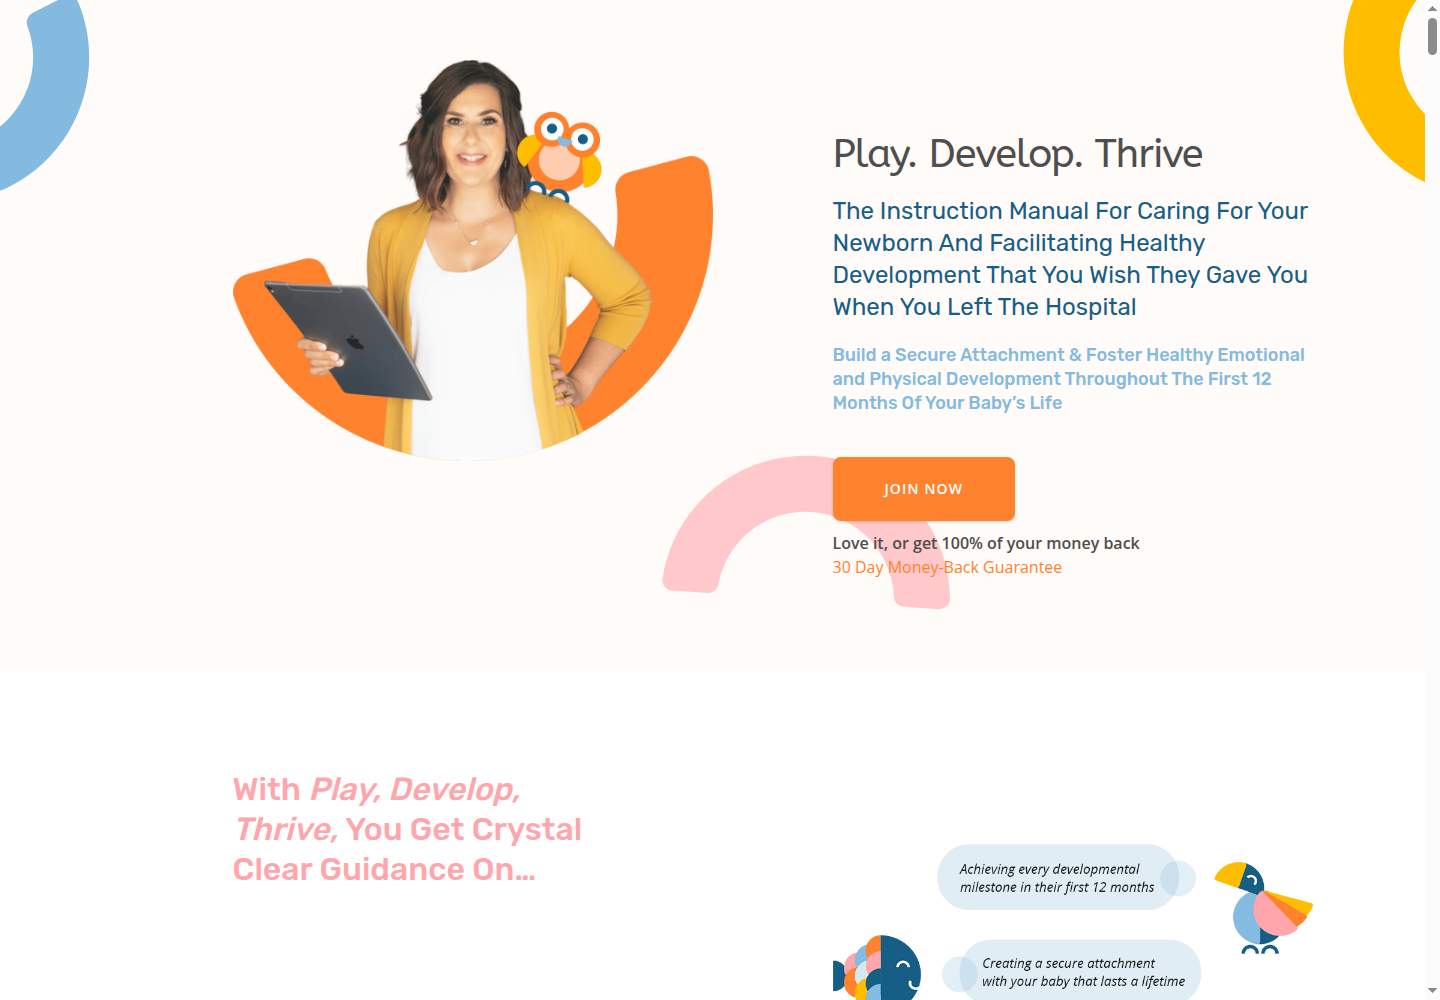 Play. Develop. Thrive
The Instruction Manual For Caring For Your
Newborn And Facilitating Healthy
Development That You Wish They Gave You
When You Left The Hospital
Build a Secure Attachment & Foster Healthy Emotional
and Physical Development Throughout The First 12
Months Of Your Baby’s Life
JOIN NOW
Love it, or get 100% of your money back
30 Day Money-Back Guarantee
With Play, Develop,
Thrive, You Get Crystal
Clear Guidance On...
Achieving every developmental
milestone in their first 12 months
Creating a secure attachment
with your baby that lasts a lifetime